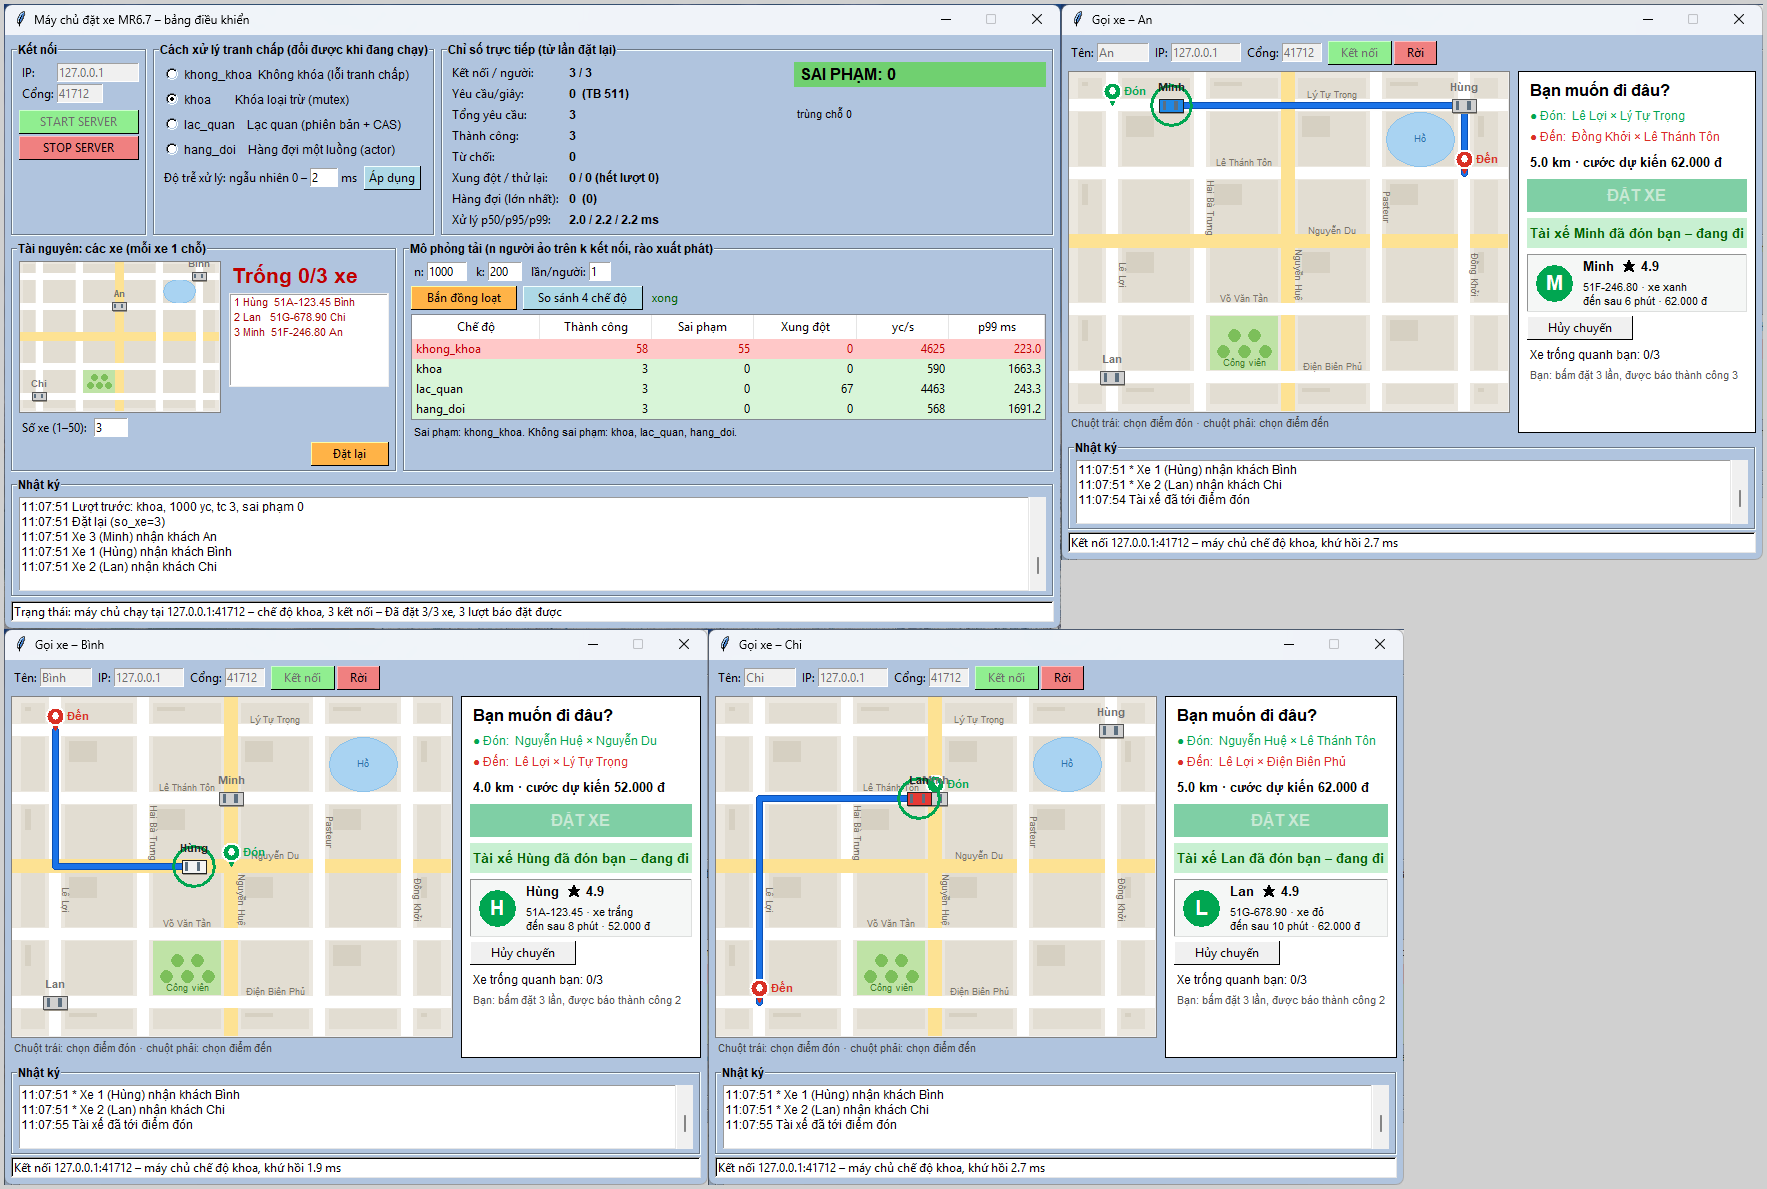 Máy chủ đặt xe MR6.7 – bảng điều khiển
Kết nối
IP: 127.0.0.1
Cổng: 41712
START SERVER
STOP SERVER
Cách xử lý tranh chấp (đổi được khi đang chạy)
khong_khoa Không khóa (lỗi tranh chấp)
khoa Khóa loại trừ (mutex)
lac_quan Lạc quan (phiên bản + CAS)
hang_doi Hàng đợi một luồng (actor)
Độ trễ xử lý: ngẫu nhiên 0 – 2 ms Áp dụng
Chỉ số trực tiếp (từ lần đặt lại)
Kết nối / người: 3 / 3
Yêu cầu/giây: 0 (TB 511)
Tổng yêu cầu: 3
Thành công: 3
Từ chối: 0
Xung đột / thử lại: 0 / 0 (hết lượt 0)
Hàng đợi (lớn nhất): 0 (0)
Xử lý p50/p95/p99: 2.0 / 2.2 / 2.2 ms
SAI PHẠM: 0
trùng chỗ 0
Tài nguyên: các xe (mỗi xe 1 chỗ)
Bình
An
Chi
Trống 0/3 xe
1 Hùng 51A-123.45 Bình
2 Lan 51G-678.90 Chi
3 Minh 51F-246.80 An
Số xe (1–50): 3
Đặt lại
Mô phỏng tải (n người ảo trên k kết nối, rào xuất phát)
n: 1000 k: 200 lần/người: 1
Bắn đồng loạt So sánh 4 chế độ xong
Chế độ Thành công Sai phạm Xung đột yc/s p99 ms
khong_khoa 58 55 0 4625 223.0
khoa 3 0 0 590 1663.3
lac_quan 3 0 67 4463 243.3
hang_doi 3 0 0 568 1691.2
Sai phạm: khong_khoa. Không sai phạm: khoa, lac_quan, hang_doi.
Nhật ký
11:07:51 Lượt trước: khoa, 1000 yc, tc 3, sai phạm 0
11:07:51 Đặt lại (so_xe=3)
11:07:51 Xe 3 (Minh) nhận khách An
11:07:51 Xe 1 (Hùng) nhận khách Bình
11:07:51 Xe 2 (Lan) nhận khách Chi
Trạng thái: máy chủ chạy tại 127.0.0.1:41712 – chế độ khoa, 3 kết nối – Đã đặt 3/3 xe, 3 lượt báo đặt được
Gọi xe – An
Tên: An IP: 127.0.0.1 Cổng: 41712 Kết nối Rời
Đón
Minh
Lý Tự Trọng
Hùng
Hồ
Đến
Lê Thánh Tôn
Hai Bà Trưng
Pasteur
Nguyễn Du
Lê Lợi
Nguyễn Huệ
Đồng Khởi
Võ Văn Tần
Lan
Công viên
Điện Biên Phủ
Chuột trái: chọn điểm đón · chuột phải: chọn điểm đến
Bạn muốn đi đâu?
● Đón: Lê Lợi × Lý Tự Trọng
● Đến: Đồng Khởi × Lê Thánh Tôn
5.0 km · cước dự kiến 62.000 đ
ĐẶT XE
Tài xế Minh đã đón bạn – đang đi
M
Minh ★ 4.9
51F-246.80 · xe xanh
đến sau 6 phút · 62.000 đ
Hủy chuyến
Xe trống quanh bạn: 0/3
Bạn: bấm đặt 3 lần, được báo thành công 3
Nhật ký
11:07:51 * Xe 1 (Hùng) nhận khách Bình
11:07:51 * Xe 2 (Lan) nhận khách Chi
11:07:54 Tài xế đã tới điểm đón
Kết nối 127.0.0.1:41712 – máy chủ chế độ khoa, khứ hồi 2.7 ms
Gọi xe – Bình
Tên: Bình IP: 127.0.0.1 Cổng: 41712 Kết nối Rời
Đến
Lý Tự Trọng
Hồ
Minh
Lê Thánh Tôn
Hai Bà Trưng
Pasteur
Hùng
Đón
Nguyễn Du
Lê Lợi
Nguyễn Huệ
Đồng Khởi
Võ Văn Tần
Lan
Công viên
Điện Biên Phủ
Chuột trái: chọn điểm đón · chuột phải: chọn điểm đến
Bạn muốn đi đâu?
● Đón: Nguyễn Huệ × Nguyễn Du
● Đến: Lê Lợi × Lý Tự Trọng
4.0 km · cước dự kiến 52.000 đ
ĐẶT XE
Tài xế Hùng đã đón bạn – đang đi
H
Hùng ★ 4.9
51A-123.45 · xe trắng
đến sau 8 phút · 52.000 đ
Hủy chuyến
Xe trống quanh bạn: 0/3
Bạn: bấm đặt 3 lần, được báo thành công 2
Nhật ký
11:07:51 * Xe 1 (Hùng) nhận khách Bình
11:07:51 * Xe 2 (Lan) nhận khách Chi
11:07:55 Tài xế đã tới điểm đón
Kết nối 127.0.0.1:41712 – máy chủ chế độ khoa, khứ hồi 1.9 ms
Gọi xe – Chi
Tên: Chi IP: 127.0.0.1 Cổng: 41712 Kết nối Rời
Hùng
Lý Tự Trọng
Hồ
Lan
Đón
Lê Thánh Tôn
Hai Bà Trưng
Pasteur
Nguyễn Du
Lê Lợi
Nguyễn Huệ
Đồng Khởi
Võ Văn Tần
Công viên
Đến
Điện Biên Phủ
Chuột trái: chọn điểm đón · chuột phải: chọn điểm đến
Bạn muốn đi đâu?
● Đón: Nguyễn Huệ × Lê Thánh Tôn
● Đến: Lê Lợi × Điện Biên Phủ
5.0 km · cước dự kiến 62.000 đ
ĐẶT XE
Tài xế Lan đã đón bạn – đang đi
L
Lan ★ 4.9
51G-678.90 · xe đỏ
đến sau 10 phút · 62.000 đ
Hủy chuyến
Xe trống quanh bạn: 0/3
Bạn: bấm đặt 3 lần, được báo thành công 2
Nhật ký
11:07:51 * Xe 1 (Hùng) nhận khách Bình
11:07:51 * Xe 2 (Lan) nhận khách Chi
11:07:55 Tài xế đã tới điểm đón
Kết nối 127.0.0.1:41712 – máy chủ chế độ khoa, khứ hồi 2.7 ms